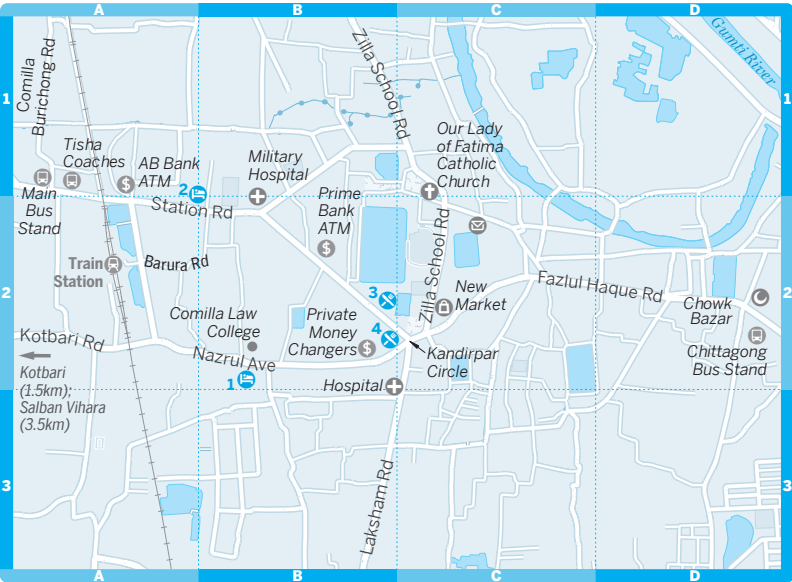 A
B
C
D
1
1
Gumti River
Comilla
Burichong Rd
Zilla School Rd
Tisha
Coaches
AB Bank
ATM
Military
Hospital
Our Lady
of Fatima
Catholic
Church
Main
Bus
Stand
2
Station Rd
Prime
Bank
ATM
Zilla School Rd
Train
Station
Barura Rd
2
2
3
New
Market
Fazlul Haque Rd
Chowk
Bazar
Comilla Law
College
Private
Money
Changers
4
Kandirpar
Circle
Chittagong
Bus Stand
Kotbari Rd
Nazrul Ave
Kotbari
(1.5km);
Salban Vihara
(3.5km)
1
Hospital
Laksham Rd
3
3
$
$
$
A
B
C
D